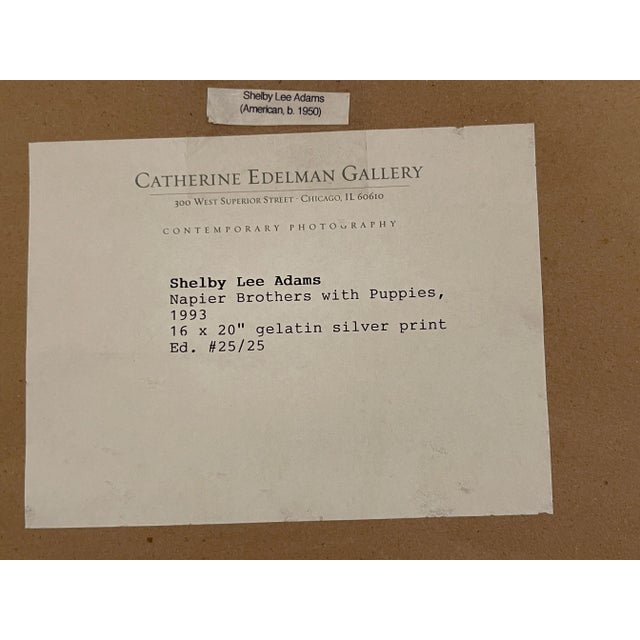 Shelby Lee Adams
(American, b. 1950)
CATHERINE EDELMAN GALLERY
300 WEST SUPERIOR STREET · CHICAGO, IL 60610
CONTEMPORARY PHOTOGRAPHY
Shelby Lee Adams
Napier Brothers with Puppies,
1993
16 x 20" gelatin silver print
Ed. #25/25